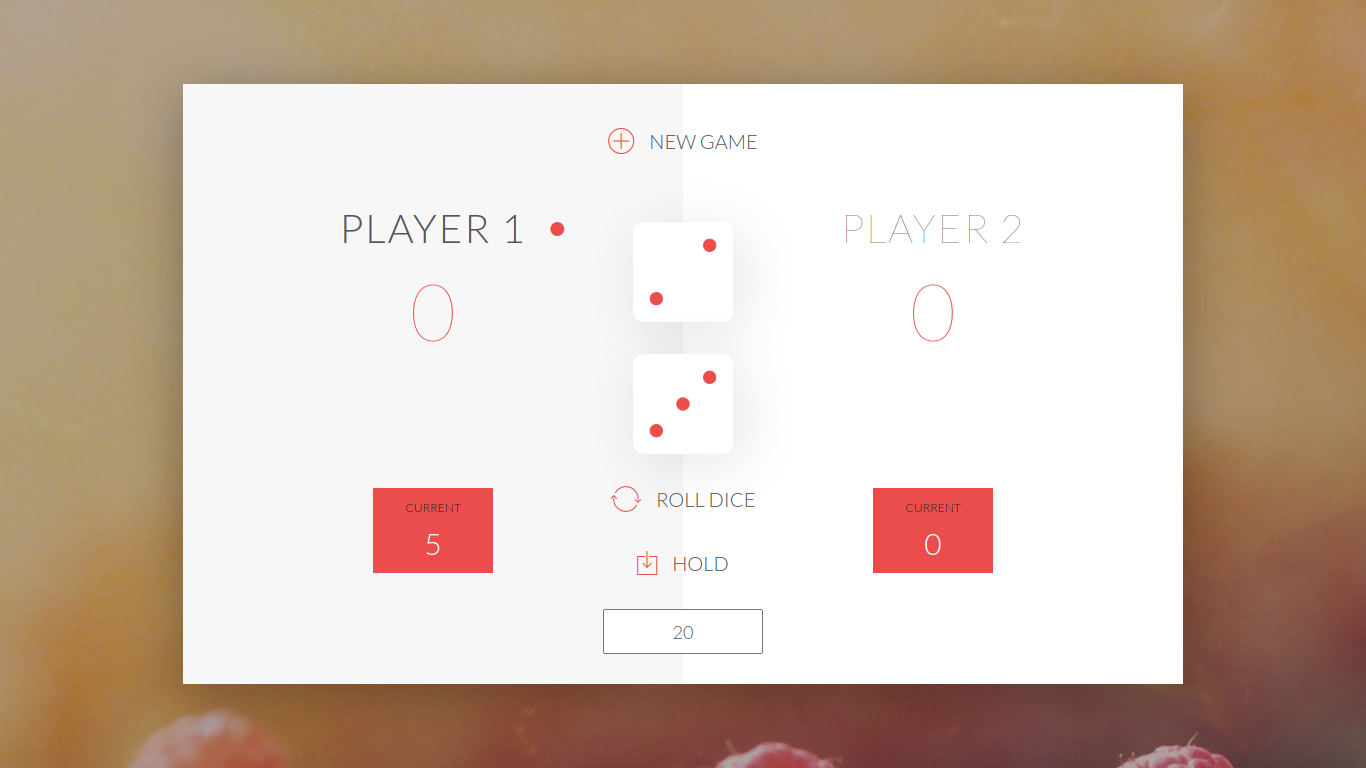 NEW GAME
PLAYER 1
0
PLAYER 2
0
CURRENT
5
ROLL DICE
HOLD
20
CURRENT
0